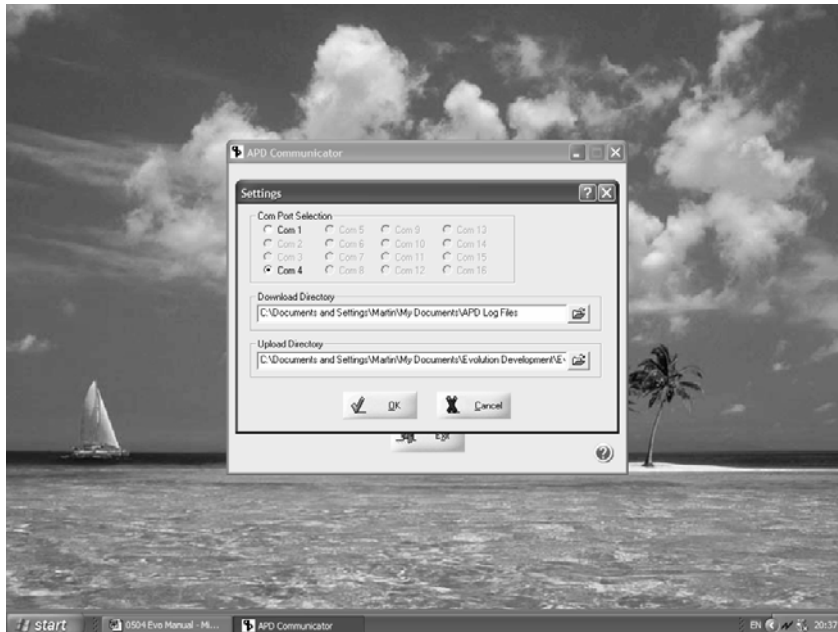 APD Communicator
Settings
Com Port Selection
Com 1 Com 5 Com 9 Com 13
Com 2 Com 6 Com 10 Com 14
Com 3 Com 7 Com 11 Com 15
Com 4 Com 8 Com 12 Com 16
Download Directory
C:\Documents and Settings\Martin\My Documents\APD Log Files
Upload Directory
C:\Documents and Settings\Martin\My Documents\Evolution Development\E
OK Cancel
Exit
start 0504 Evo Manual - Mi... APD Communicator EN 20:32